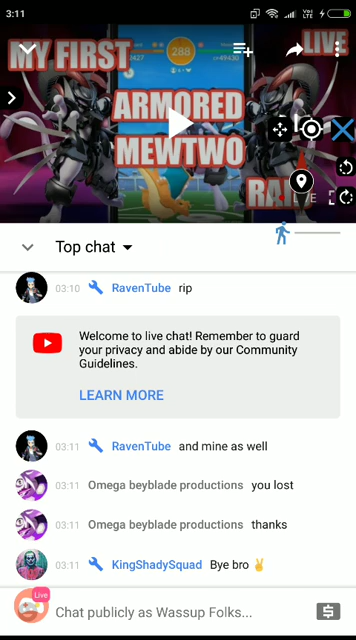 3:11
MY FIRST
288
LIVE
49430
ARMORED
MEWTWO
Top chat
03:10 RavenTube rip
Welcome to live chat! Remember to guard
your privacy and abide by our Community
Guidelines.
LEARN MORE
03:11 RavenTube and mine as well
03:11 Omega beyblade productions you lost
03:11 Omega beyblade productions thanks
03:11 KingShadySquad Bye bro ✌
Live
Chat publicly as Wassup Folks...